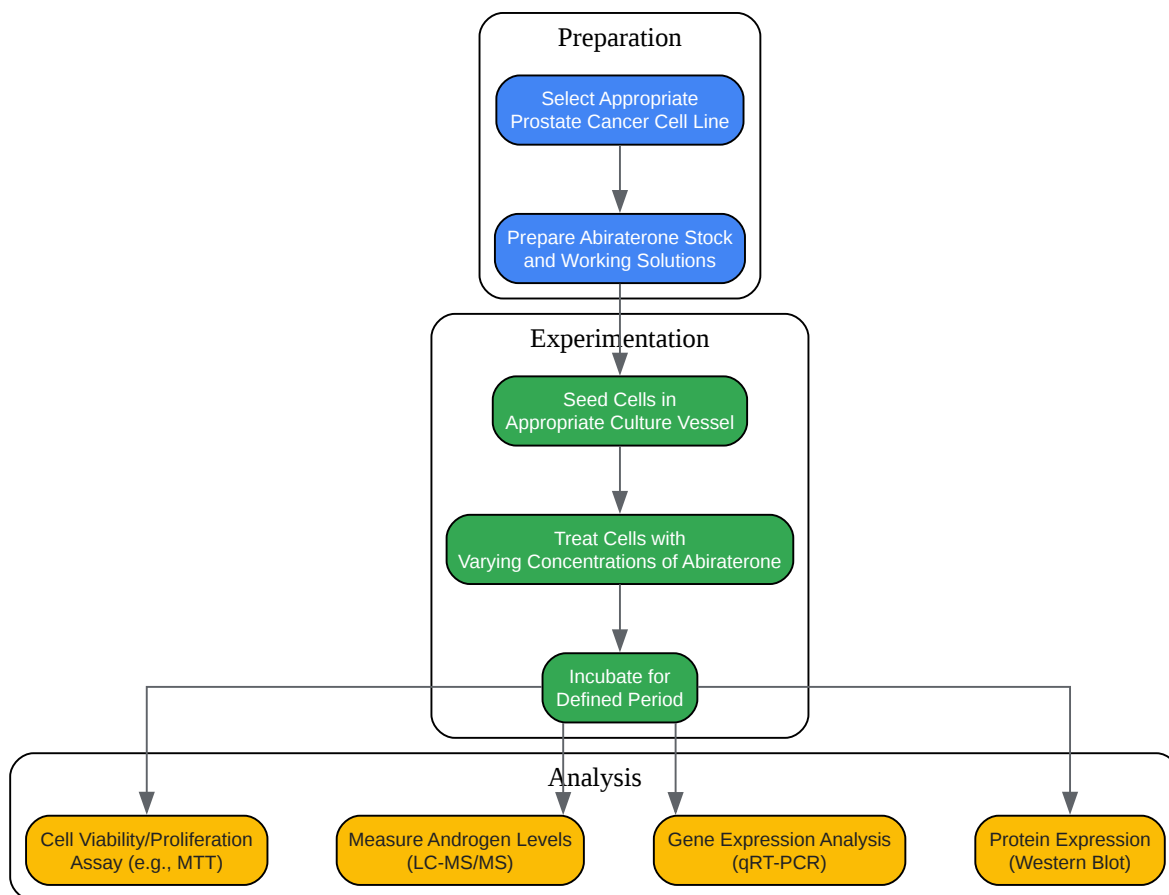 Preparation
Select Appropriate
Prostate Cancer Cell Line
Prepare Abiraterone Stock
and Working Solutions
Experimentation
Seed Cells in
Appropriate Culture Vessel
Treat Cells with
Varying Concentrations of Abiraterone
Incubate for
Defined Period
Analysis
Cell Viability/Proliferation
Assay (e.g., MTT)
Measure Androgen Levels
(LC-MS/MS)
Gene Expression Analysis
(qRT-PCR)
Protein Expression
(Western Blot)